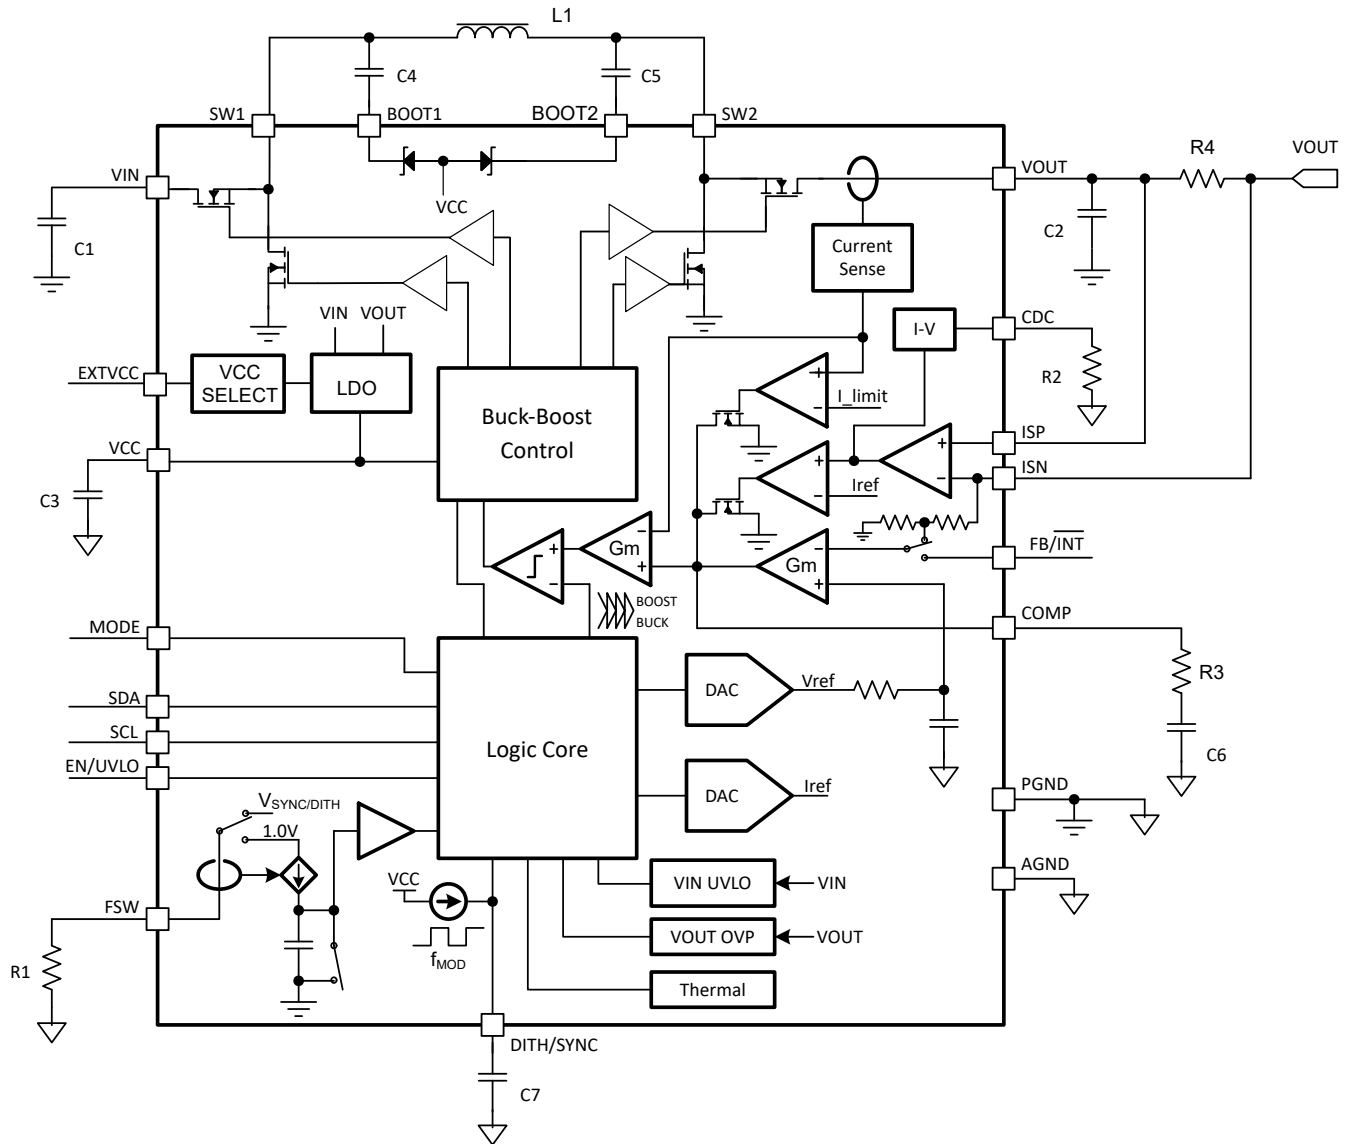 L1
C4
C5
SW1
BOOT1
BOOT2
SW2
VIN
VCC
VOUT
R4
VOUT
C1
C2
Current
Sense
VIN
VOUT
I-V
CDC
EXTVCC
VCC
SELECT
LDO
R2
Buck-Boost
Control
+
I_limit
−
VCC
ISP
+
ISN
−
+
Iref
−
C3
Gm
−
+
+
−
Gm
−
+
FB/INT
BOOST
BUCK
COMP
MODE
R3
SDA
DAC
Vref
SCL
Logic Core
C6
EN/UVLO
DAC
Iref
PGND
VSYNC/DITH
1.0V
VCC
VIN UVLO
VIN
AGND
FSW
VOUT OVP
VOUT
fMOD
R1
Thermal
DITH/SYNC
C7